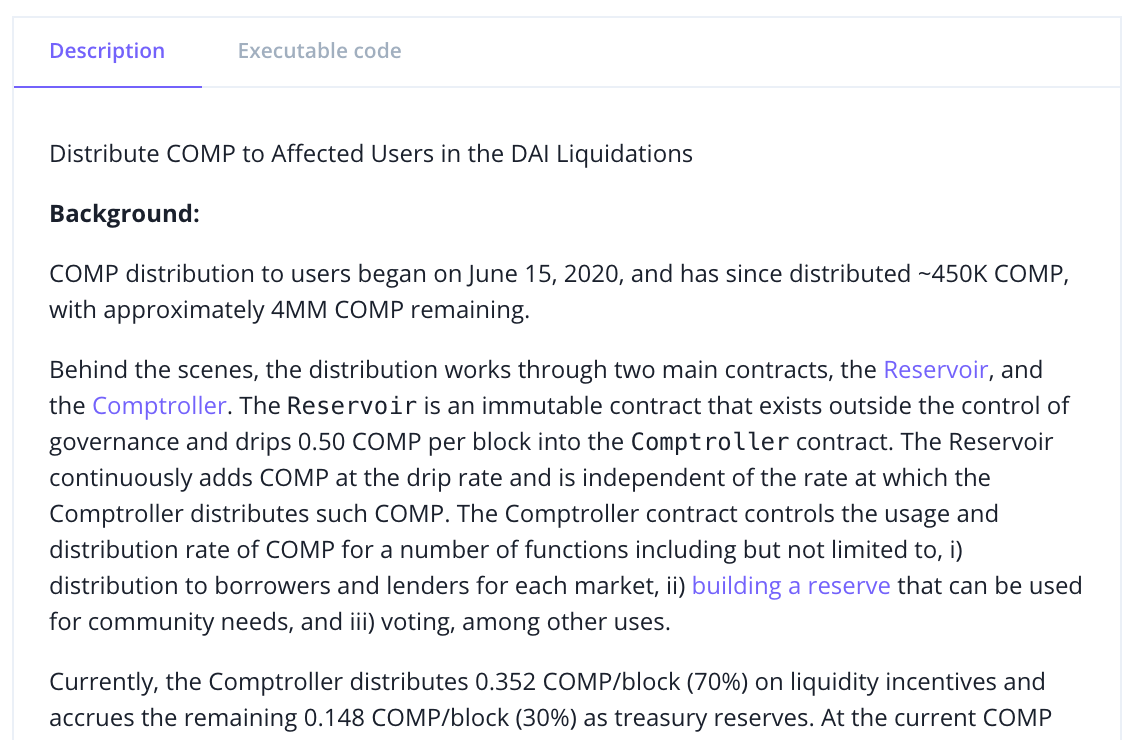 Description
Executable code
Distribute COMP to Affected Users in the DAI Liquidations
Background:
COMP distribution to users began on June 15, 2020, and has since distributed ~450K COMP,
with approximately 4MM COMP remaining.
Behind the scenes, the distribution works through two main contracts, the Reservoir, and
the Comptroller. The Reservoir is an immutable contract that exists outside the control of
governance and drips 0.50 COMP per block into the Comptroller contract. The Reservoir
continuously adds COMP at the drip rate and is independent of the rate at which the
Comptroller distributes such COMP. The Comptroller contract controls the usage and
distribution rate of COMP for a number of functions including but not limited to, i)
distribution to borrowers and lenders for each market, ii) building a reserve that can be used
for community needs, and iii) voting, among other uses.
Currently, the Comptroller distributes 0.352 COMP/block (70%) on liquidity incentives and
accrues the remaining 0.148 COMP/block (30%) as treasury reserves. At the current COMP